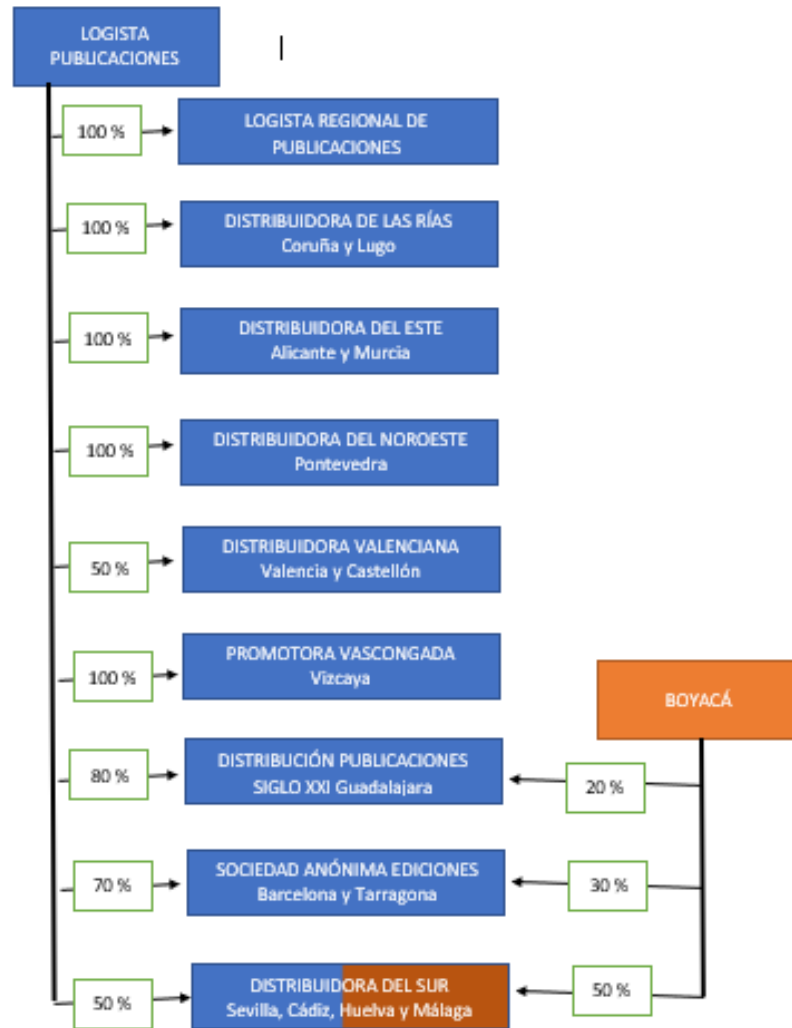 LOGISTA
PUBLICACIONES
100 %
LOGISTA REGIONAL DE
PUBLICACIONES
100 %
DISTRIBUIDORA DE LAS RÍAS
Coruña y Lugo
100 %
DISTRIBUIDORA DEL ESTE
Alicante y Murcia
100 %
DISTRIBUIDORA DEL NOROESTE
Pontevedra
50 %
DISTRIBUIDORA VALENCIANA
Valencia y Castellón
100 %
PROMOTORA VASCONGADA
Vizcaya
BOYACÁ
80 %
DISTRIBUCIÓN PUBLICACIONES
SIGLO XXI Guadalajara
20 %
70 %
SOCIEDAD ANÓNIMA EDICIONES
Barcelona y Tarragona
30 %
50 %
DISTRIBUIDORA DEL SUR
Sevilla, Cádiz, Huelva y Málaga
50 %